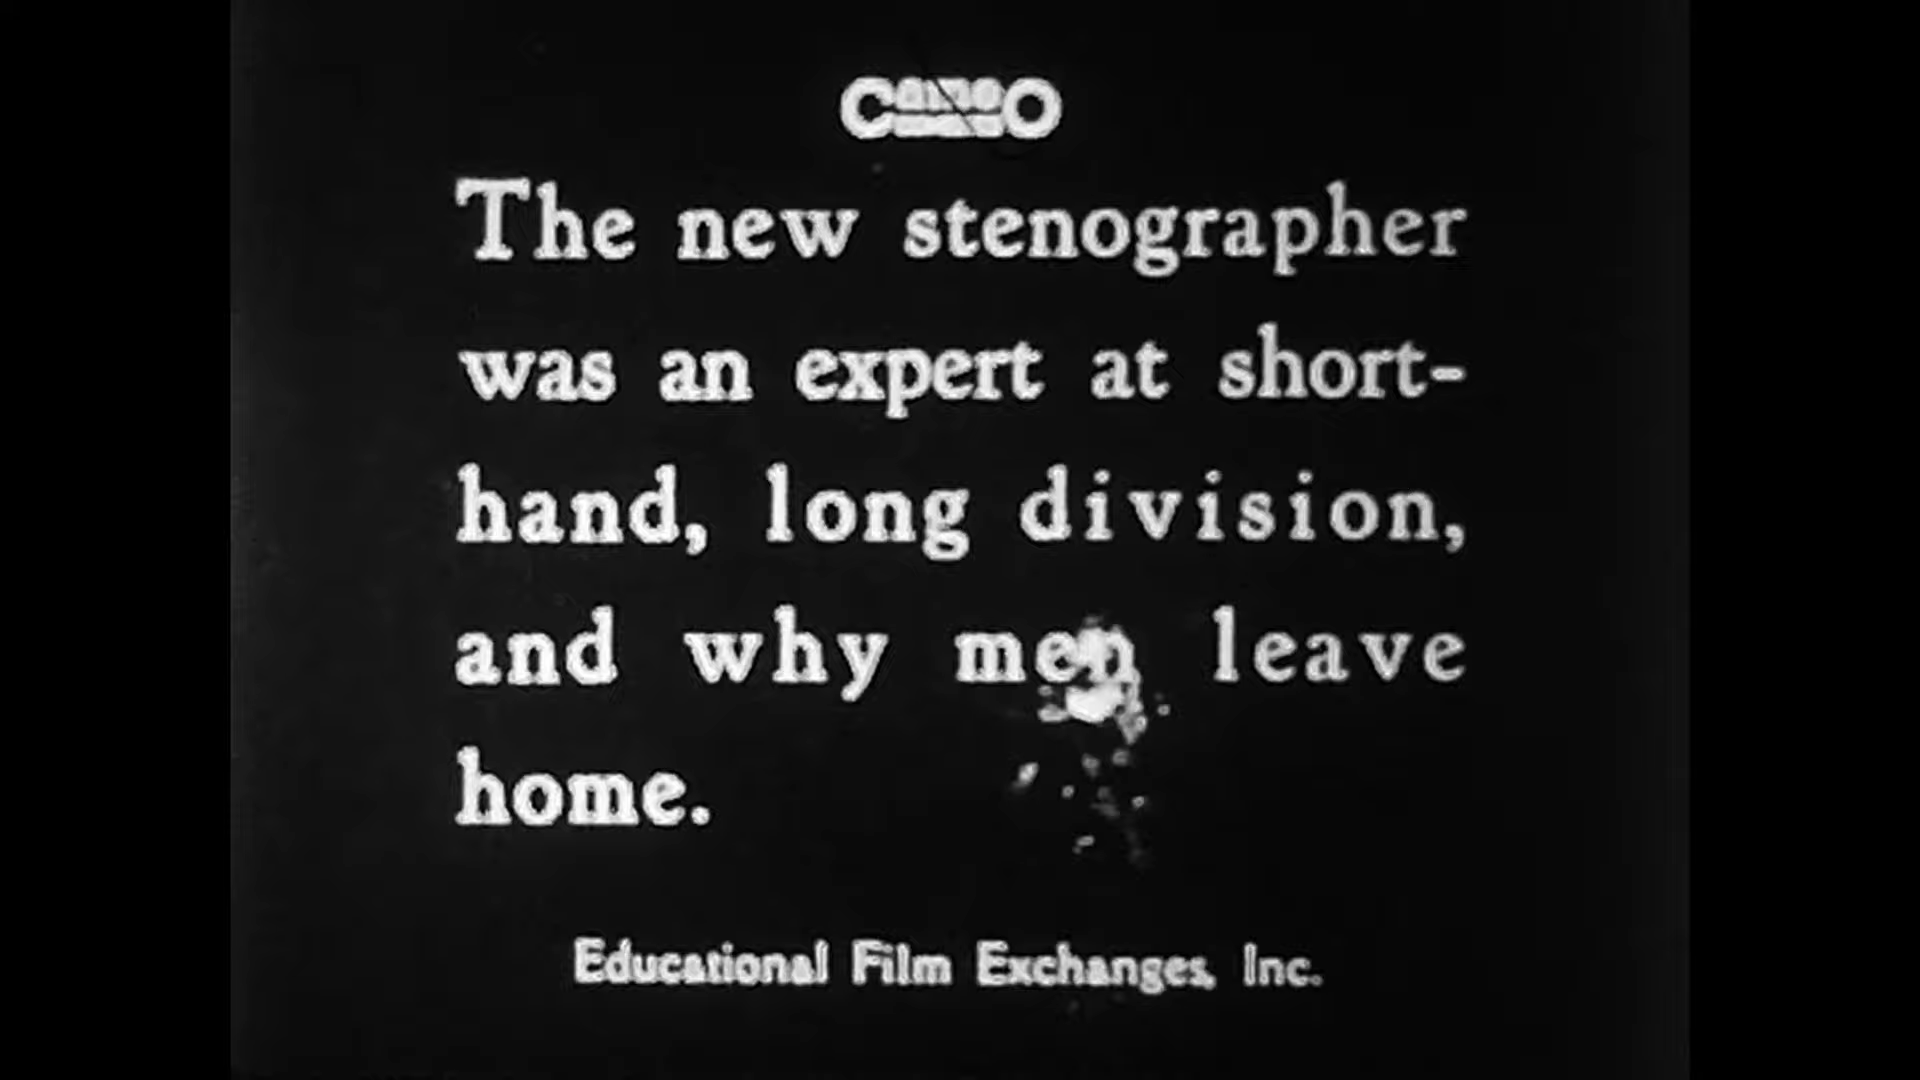 Cameo
The new stenographer
was an expert at short-
hand, long division,
and why men leave
home.
Educational Film Exchanges, Inc.